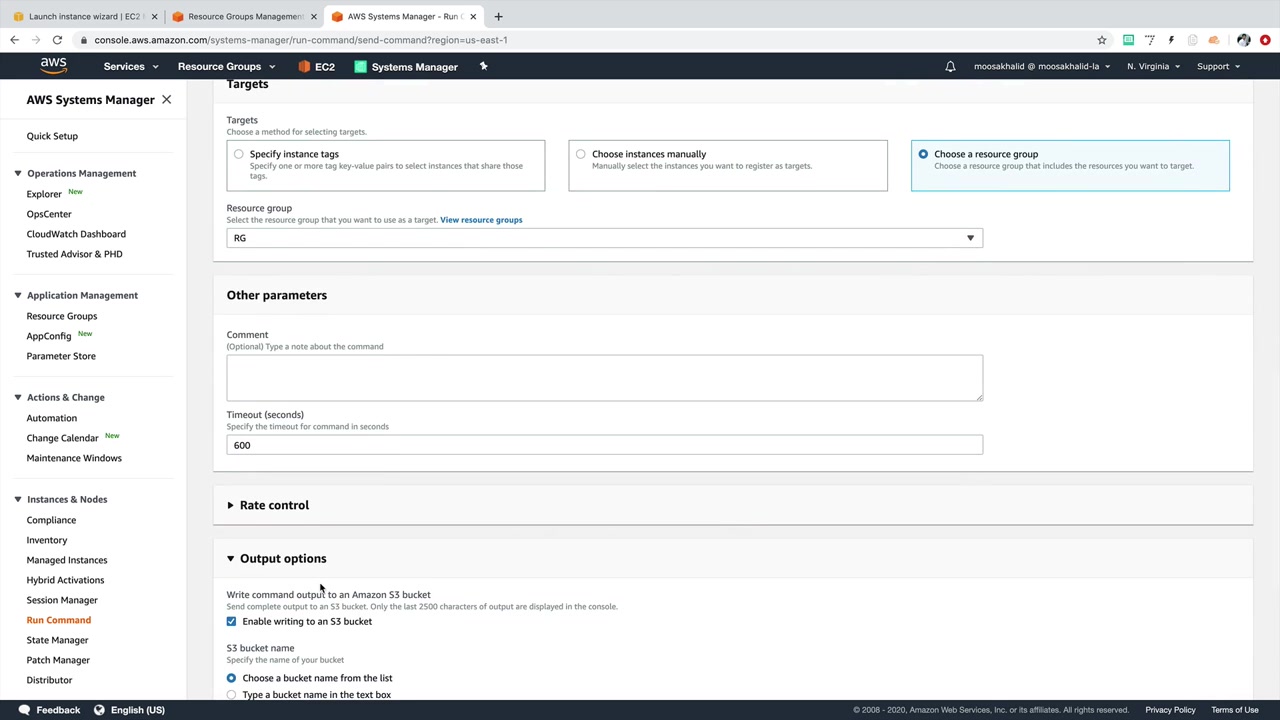 Launch instance wizard | EC2
Resource Groups Management
AWS Systems Manager - Run C
console.aws.amazon.com/systems-manager/run-command/send-command?region=us-east-1
aws
Services
Resource Groups
EC2
Systems Manager
moosakhalid @ moosakhalid-la
N. Virginia
Support
AWS Systems Manager
Quick Setup
Operations Management
Explorer New
OpsCenter
CloudWatch Dashboard
Trusted Advisor & PHD
Application Management
Resource Groups
AppConfig New
Parameter Store
Actions & Change
Automation
Change Calendar New
Maintenance Windows
Instances & Nodes
Compliance
Inventory
Managed Instances
Hybrid Activations
Session Manager
Run Command
State Manager
Patch Manager
Distributor
Targets
Targets
Choose a method for selecting targets.
Specify instance tags
Specify one or more tag key-value pairs to select instances that share those
tags.
Choose instances manually
Manually select the instances you want to register as targets.
Choose a resource group
Choose a resource group that includes the resources you want to target.
Resource group
Select the resource group that you want to use as a target. View resource groups
RG
Other parameters
Comment
(Optional) Type a note about the command
Timeout (seconds)
Specify the timeout for command in seconds
600
Rate control
Output options
Write command output to an Amazon S3 bucket
Send complete output to an S3 bucket. Only the last 2500 characters of output are displayed in the console.
Enable writing to an S3 bucket
S3 bucket name
Specify the name of your bucket
Choose a bucket name from the list
Type a bucket name in the text box
Feedback
English (US)
© 2008 - 2020, Amazon Web Services, Inc. or its affiliates. All rights reserved.
Privacy Policy
Terms of Use